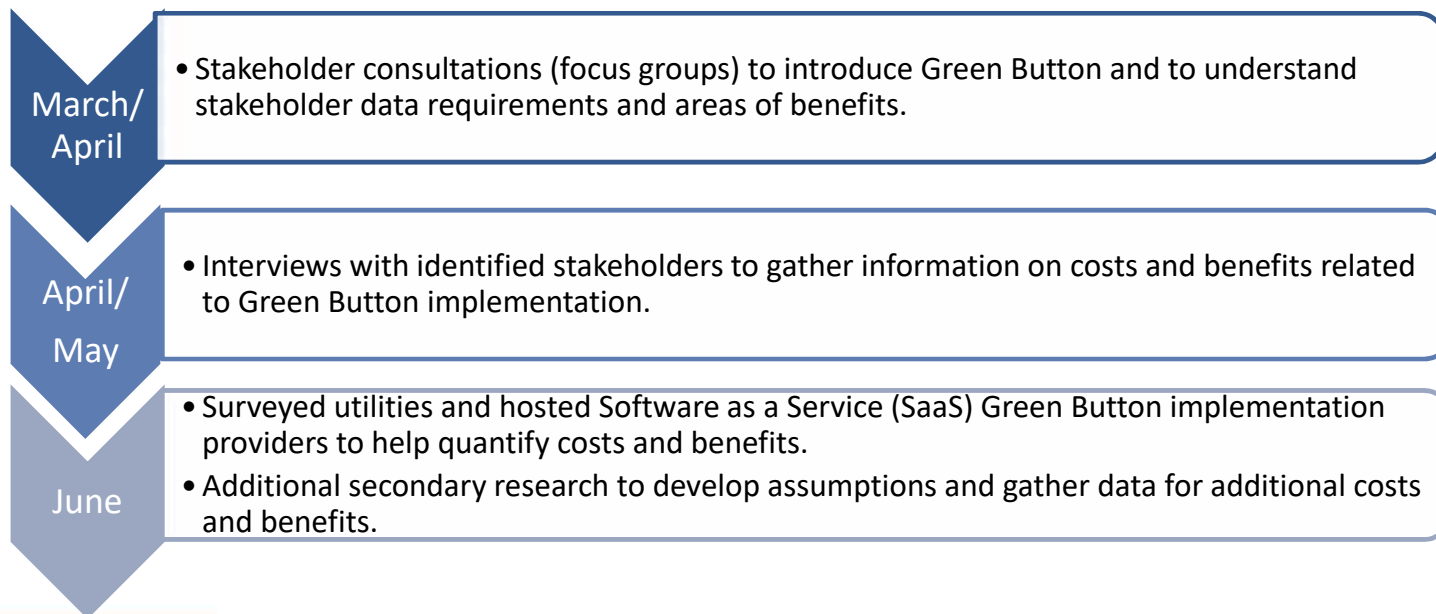 March/
April
• Stakeholder consultations (focus groups) to introduce Green Button and to understand
stakeholder data requirements and areas of benefits.
April/
May
• Interviews with identified stakeholders to gather information on costs and benefits related
to Green Button implementation.
June
• Surveyed utilities and hosted Software as a Service (SaaS) Green Button implementation
providers to help quantify costs and benefits.
• Additional secondary research to develop assumptions and gather data for additional costs
and benefits.